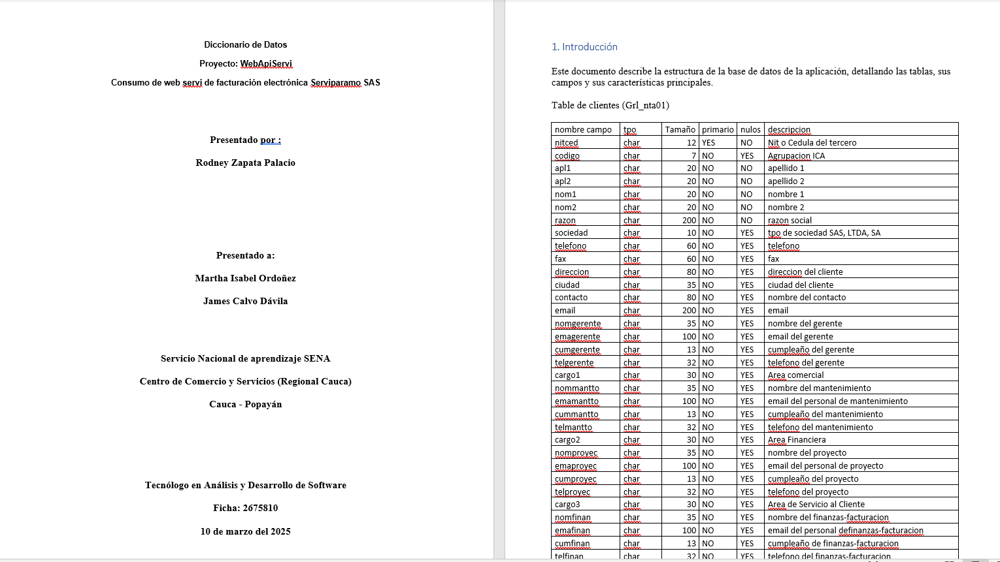 Diccionario de Datos
Proyecto: WebApiServi
Consumo de web servi de facturación electrónica Serviparamo SAS
Presentado por :
Rodney Zapata Palacio
Presentado a:
Martha Isabel Ordoñez
James Calvo Dávila
Servicio Nacional de aprendizaje SENA
Centro de Comercio y Servicios (Regional Cauca)
Cauca - Popayán
Tecnólogo en Análisis y Desarrollo de Software
Ficha: 2675810
10 de marzo del 2025
1. Introducción
Este documento describe la estructura de la base de datos de la aplicación, detallando las tablas, sus
campos y sus características principales.
Table de clientes (Grl_nta01)
nombre campo tpo Tamaño primario nulos descripcion
nitced char 12 YES NO Nit o Cedula del tercero
codigo char 7 NO YES Agrupacion ICA
apl1 char 20 NO NO apellido 1
apl2 char 20 NO NO apellido 2
nom1 char 20 NO NO nombre 1
nom2 char 20 NO NO nombre 2
razon char 200 NO NO razon social
sociedad char 10 NO YES tpo de sociedad SAS, LTDA, SA
telefono char 60 NO YES telefono
fax char 60 NO YES fax
direccion char 80 NO YES direccion del cliente
ciudad char 35 NO YES ciudad del cliente
contacto char 80 NO YES nombre del contacto
email char 200 NO YES email
nomgerente char 35 NO YES nombre del gerente
emagerente char 100 NO YES email del gerente
cumgerente char 13 NO YES cumpleaño del gerente
telgerente char 32 NO YES telefono del gerente
cargo1 char 30 NO YES Area comercial
nommantto char 35 NO YES nombre del mantenimiento
emamantto char 100 NO YES email del personal de mantenimiento
cummantto char 13 NO YES cumpleaño del mantenimiento
telmantto char 32 NO YES telefono del mantenimiento
cargo2 char 30 NO YES Area Financiera
nomproyec char 35 NO YES nombre del proyecto
emaproyec char 100 NO YES email del personal de proyecto
cumproyec char 13 NO YES cumpleaño del proyecto
telproyec char 32 NO YES telefono del proyecto
cargo3 char 30 NO YES Area de Servicio al Cliente
nomfinan char 35 NO YES nombre del finanzas-facturacion
emafinan char 100 NO YES email del personal definanzas-facturacion
cumfinan char 13 NO YES cumpleaño de finanzas-facturacion
telfinan char 32 NO YES telefono del finanzas-facturacion